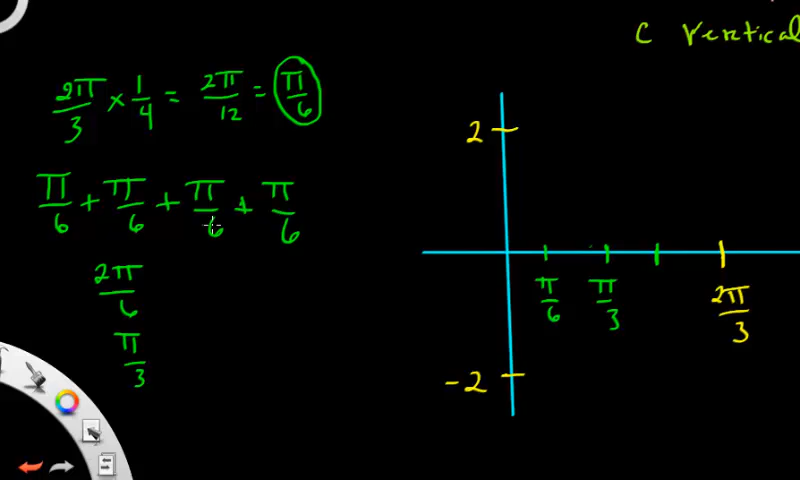 C Vertical
2π/3 × 1/4 = 2π/12 = π/6
π/6 + π/6 + π/6 + π/6
2π/6
π/3
2
π/6 π/3 2π/3
-2